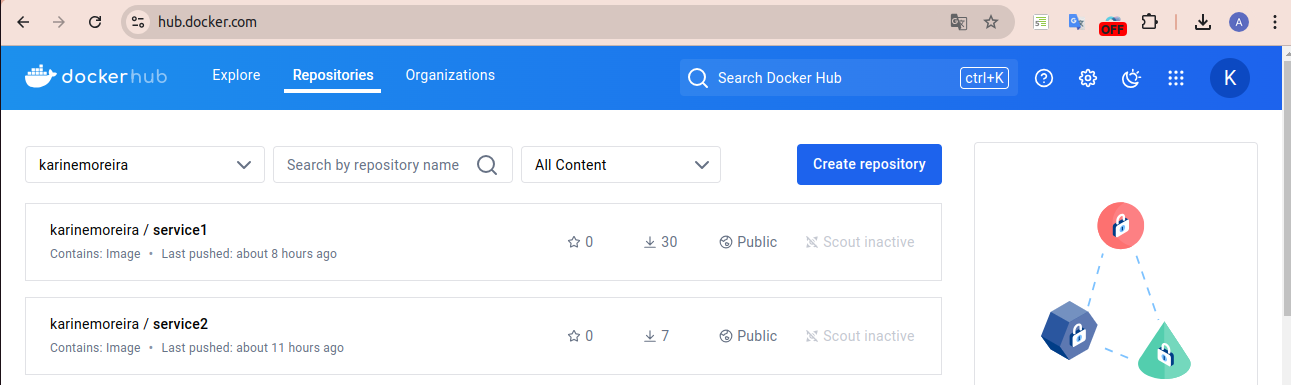 hub.docker.com
OFF
A
dockerhub
Explore
Repositories
Organizations
Search Docker Hub
ctrl+K
K
karinemoreira
Search by repository name
All Content
Create repository
karinemoreira / service1
Contains: Image • Last pushed: about 8 hours ago
0
30
Public
Scout inactive
karinemoreira / service2
Contains: Image • Last pushed: about 11 hours ago
0
7
Public
Scout inactive